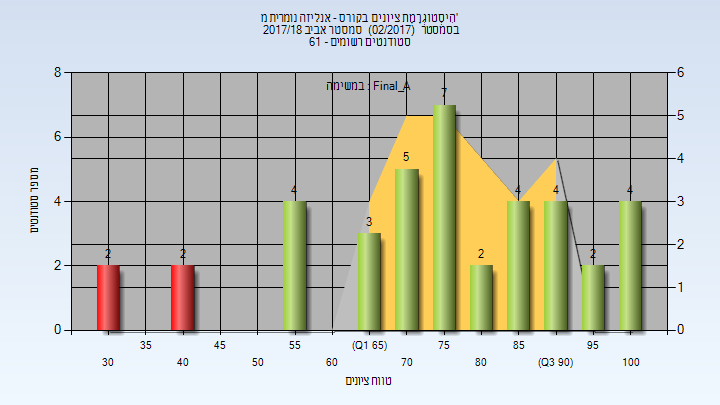 'היסטוגרמת ציונים בקורס - אנליזה נומרית מ
בסמסטר (02/2017) סמסטר אביב 2017/18
סטודנטים רשומים - 61
במשימה : Final_A
מספר סטודנטים
8
6
4
2
0
6
5
4
3
2
1
0
2
2
4
3
5
7
2
4
4
2
4
35 45 50 55 (Q1 65) 75 85 95
30 40 50 60 70 80 (Q3 90) 100
טווח ציונים